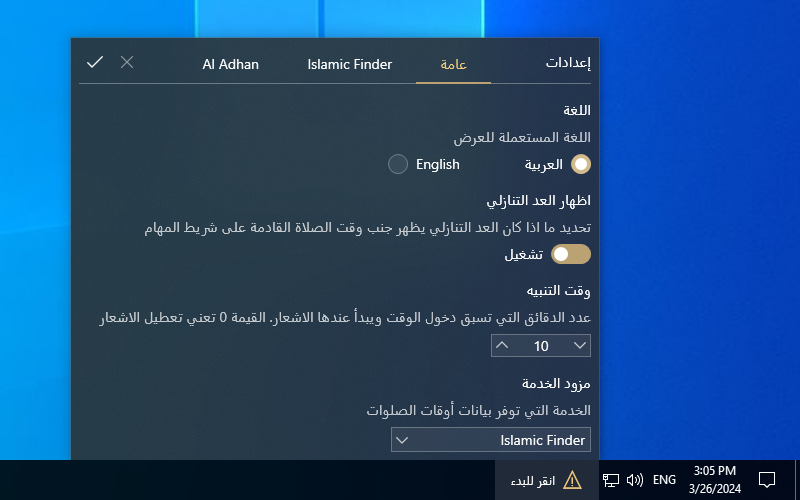 إعدادات
عامة
Islamic Finder
Al Adhan
اللغة
اللغة المستعملة للعرض
العربية
English
اظهار العد التنازلي
تحديد ما اذا كان العد التنازلي يظهر جنب وقت الصلاة القادمة على شريط المهام
تشغيل
وقت التنبيه
عدد الدقائق التي تسبق دخول الوقت ويبدأ عندها الاشعار. القيمة 0 تعني تعطيل الاشعار
10
مزود الخدمة
الخدمة التي توفر بيانات أوقات الصلوات
Islamic Finder
انقر للبدء
ENG
3:05 PM
3/26/2024